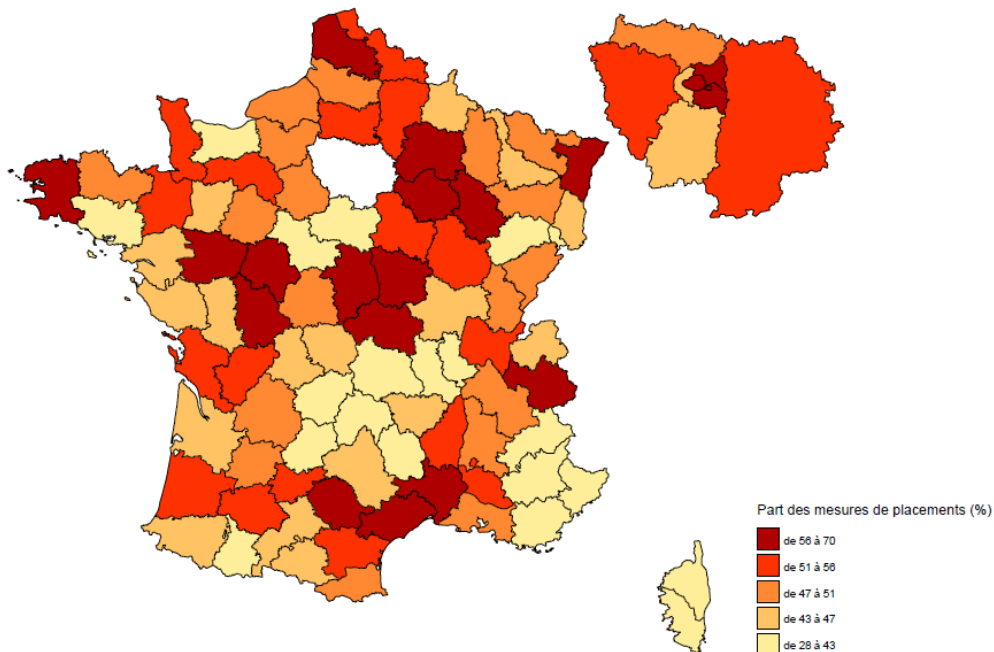 Part des mesures de placements (%)
de 56 à 70
de 51 à 56
de 47 à 51
de 43 à 47
de 28 à 43